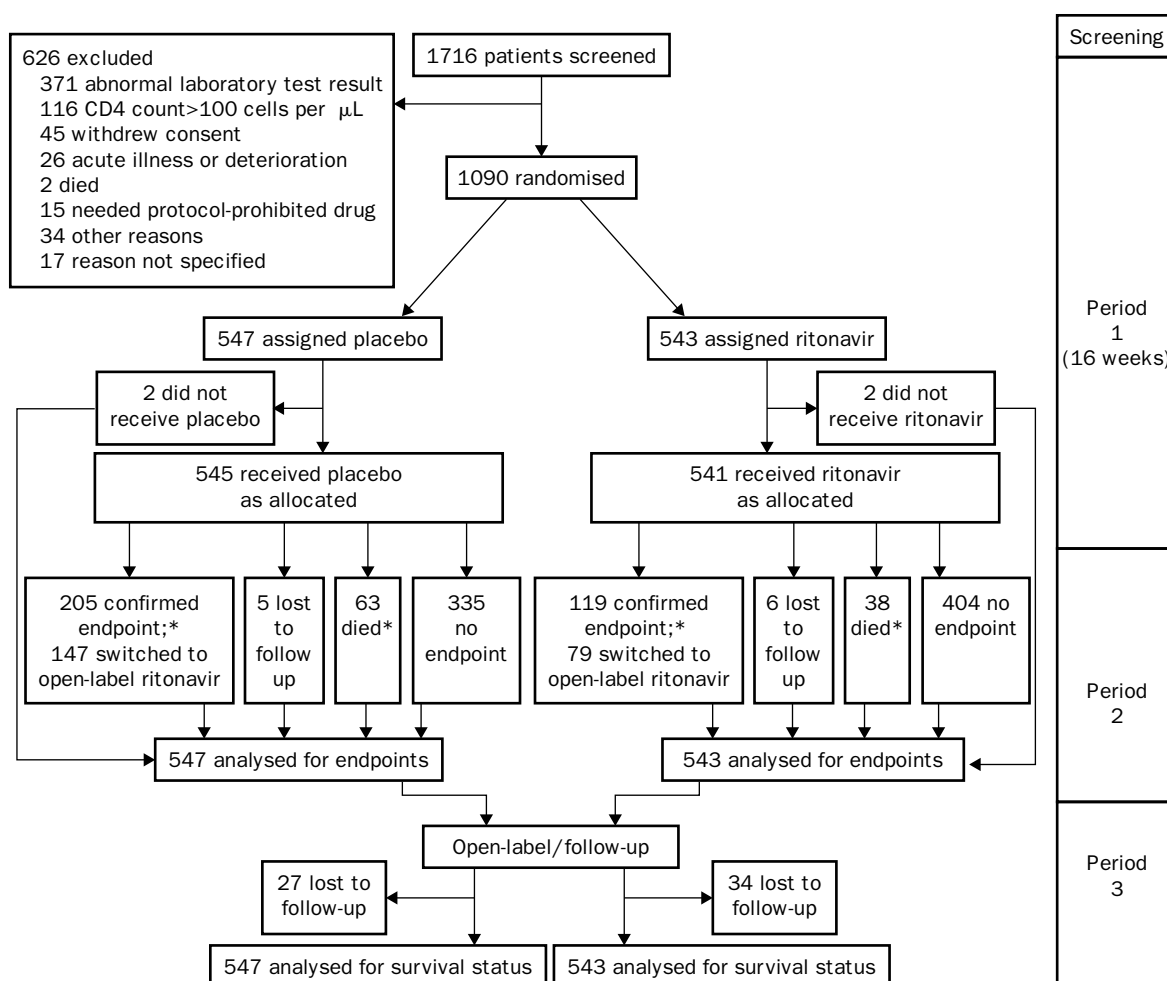 1716 patients screened
626 excluded
371 abnormal laboratory test result
116 CD4 count>100 cells per μL
45 withdrew consent
26 acute illness or deterioration
2 died
15 needed protocol-prohibited drug
34 other reasons
17 reason not specified
1090 randomised
547 assigned placebo
543 assigned ritonavir
2 did not
receive placebo
2 did not
receive ritonavir
545 received placebo
as allocated
541 received ritonavir
as allocated
205 confirmed
endpoint;*
147 switched to
open-label ritonavir
5 lost
to
follow
up
63
died*
335
no
endpoint
119 confirmed
endpoint;*
79 switched to
open-label ritonavir
6 lost
to
follow
up
38
died*
404 no
endpoint
547 analysed for endpoints
543 analysed for endpoints
Open-label/follow-up
27 lost to
follow-up
34 lost to
follow-up
547 analysed for survival status
543 analysed for survival status
Screening
Period
1
(16 weeks)
Period
2
Period
3